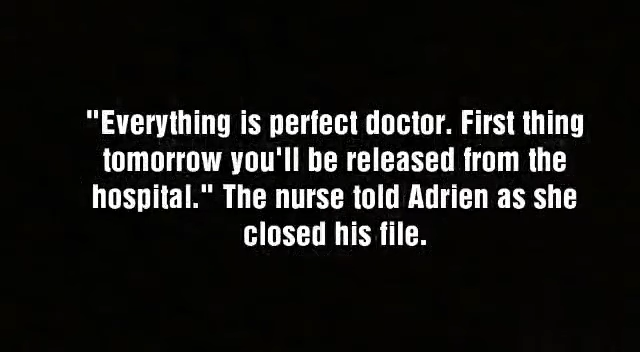 "Everything is perfect doctor. First thing
tomorrow you'll be released from the
hospital." The nurse told Adrien as she
closed his file.